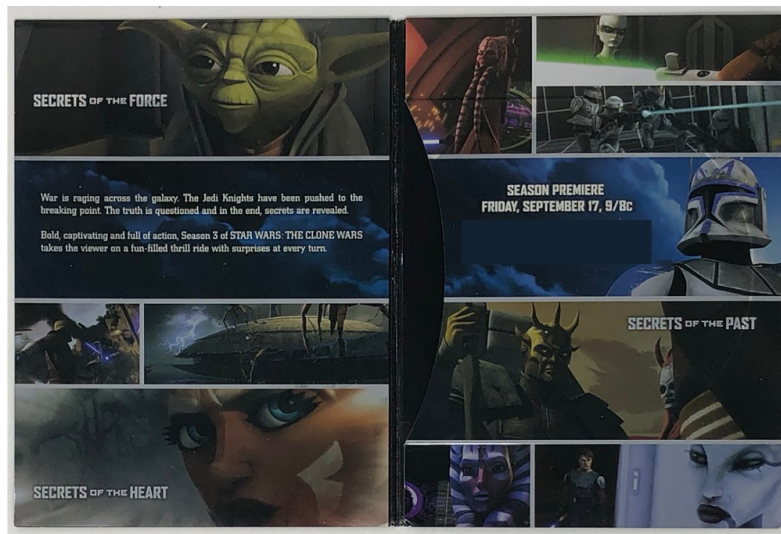 SECRETS OF THE FORCE
War is raging across the galaxy. The Jedi Knights have been pushed to the
breaking point. The truth is questioned and in the end, secrets are revealed.
Bold, captivating and full of action, Season 3 of STAR WARS: THE CLONE WARS
takes the viewer on a fun-filled thrill ride with surprises at every turn.
SECRETS OF THE HEART
SEASON PREMIERE
FRIDAY, SEPTEMBER 17, 9/8c
SECRETS OF THE PAST